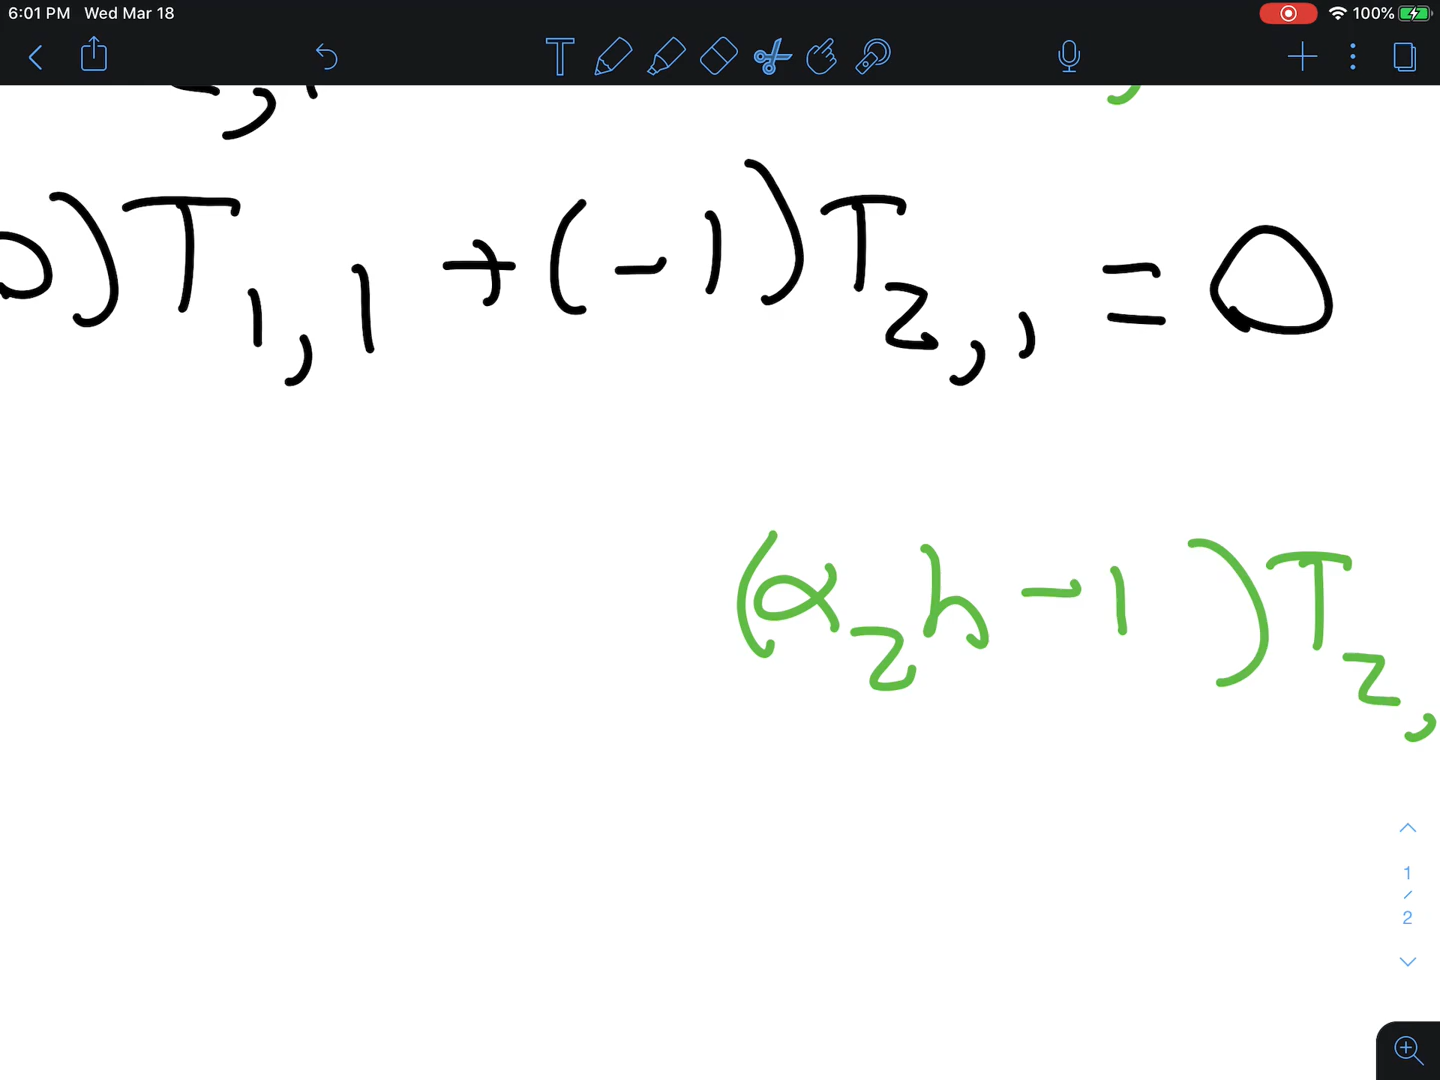 6:01 PM Wed Mar 18 100%
)T1,1 + (-1)T2,1 = 0
(α2h - 1)T2,
1
/
2